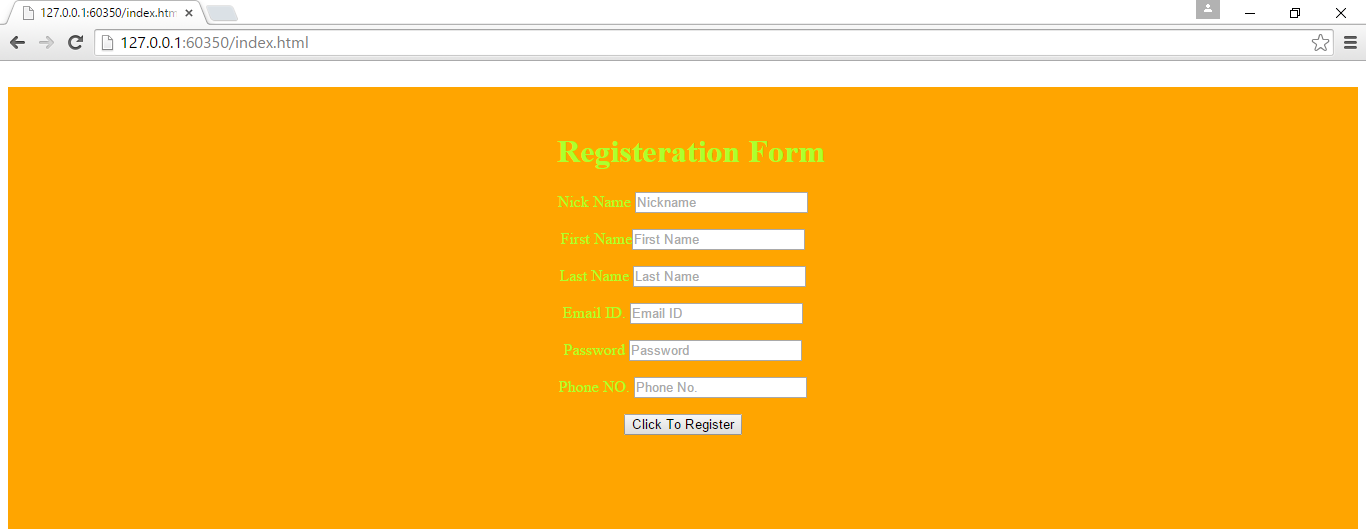 127.0.0.1:60350/index.htm
127.0.0.1:60350/index.html
Registeration Form
Nick Name Nickname
First Name First Name
Last Name Last Name
Email ID. Email ID
Password Password
Phone NO. Phone No.
Click To Register